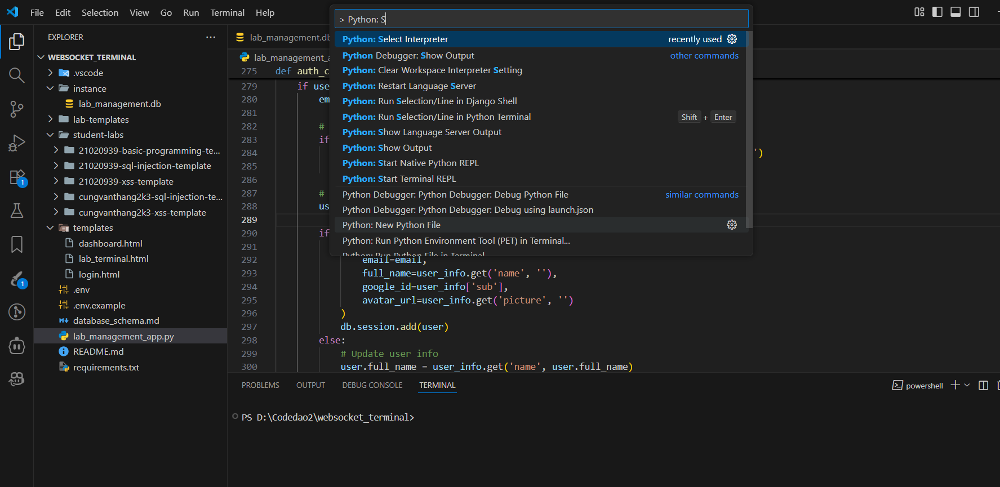 File Edit Selection View Go Run Terminal Help
> Python: S
Python: Select Interpreter recently used
Python Debugger: Show Output other commands
Python: Clear Workspace Interpreter Setting
Python: Restart Language Server
Python: Run Selection/Line in Django Shell
Python: Run Selection/Line in Python Terminal Shift + Enter
Python: Show Language Server Output
Python: Show Output
Python: Start Native Python REPL
Python: Start Terminal REPL
Python Debugger: Python Debugger: Debug Python File similar commands
Python Debugger: Python Debugger: Debug using launch.json
Python: New Python File
Python: Run Python Environment Tool (PET) in Terminal...
Python: Run Python File in Terminal
EXPLORER ...
WEBSOCKET_TERMINAL
.vscode
instance
lab_management.db
lab-templates
student-labs
21020939-basic-programming-te...
21020939-sql-injection-template
21020939-xss-template
cungvanthang2k3-sql-injection-te...
cungvanthang2k3-xss-template
templates
dashboard.html
lab_terminal.html
login.html
.env
.env.example
database_schema.md
lab_management_app.py
README.md
requirements.txt
1
1
lab_management.db
lab_management_a
275 def auth_c
279 if use
280 em
281
282 #
283 if
284 ')
285
286
287 #
288 us
289
290 if
291
292 email=email,
293 full_name=user_info.get('name', ''),
294 google_id=user_info['sub'],
295 avatar_url=user_info.get('picture', '')
296 )
297 db.session.add(user)
298 else:
299 # Update user info
300 user.full_name = user_info.get('name', user.full_name)
PROBLEMS OUTPUT DEBUG CONSOLE TERMINAL powershell
PS D:\Codedao2\websocket_terminal>